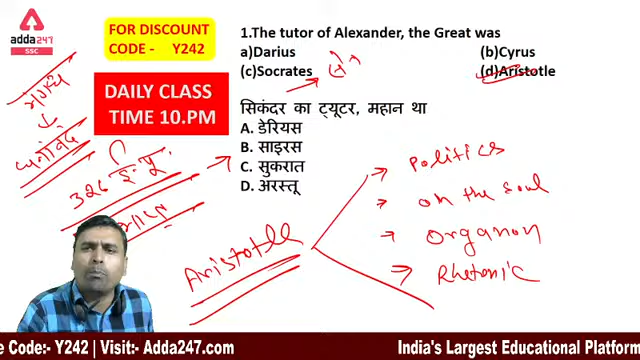 adda247
SSC
FOR DISCOUNT
CODE - Y242
DAILY CLASS
TIME 10.PM
1.The tutor of Alexander, the Great was
a)Darius
(b)Cyrus
(c)Socrates
(d)Aristotle
सिकंदर का ट्यूटर, महान था
A. डेरियस
B. साइरस
C. सुकरात
D. अरस्तू
326 ई.पू.
Aristotle
Politics
on the soul
organon
Rhetoric
e Code:- Y242 | Visit:- Adda247.com
India's Largest Educational Platform